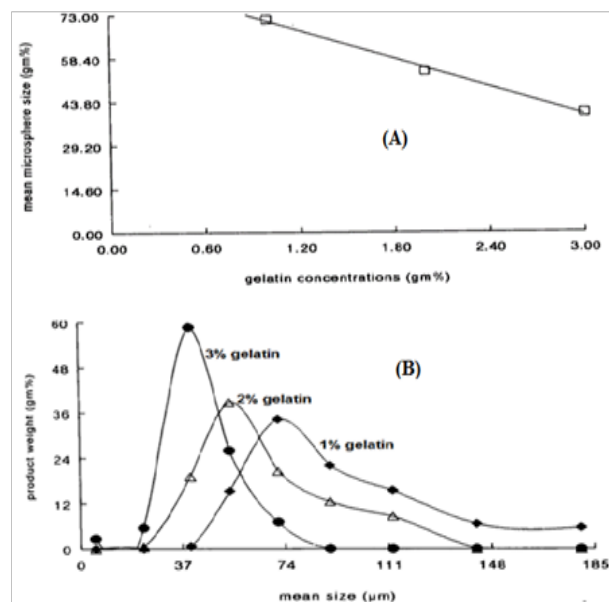 73.00
58.40
43.80
29.20
14.60
0.00
mean microsphere size (gm%)
(A)
0.00 0.60 1.20 1.80 2.40 3.00
gelatin concentrations (gm%)
60
48
36
24
12
0
product weight (gm%)
(B)
3% gelatin
2% gelatin
1% gelatin
0 37 74 111 148 185
mean size (µm)